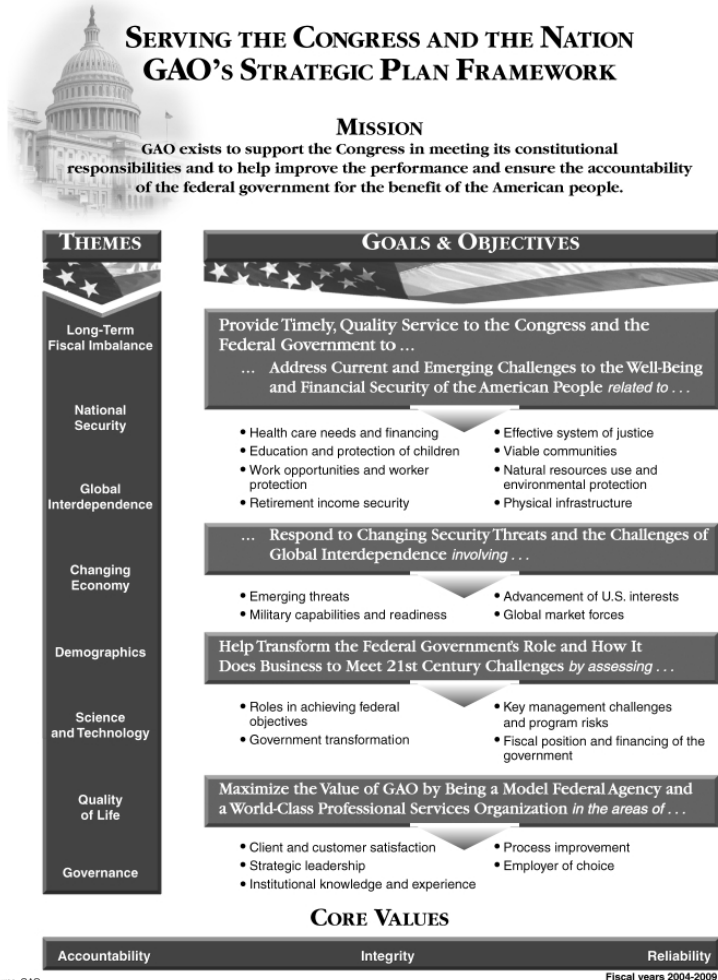 SERVING THE CONGRESS AND THE NATION
GAO'S STRATEGIC PLAN FRAMEWORK
MISSION
GAO exists to support the Congress in meeting its constitutional
responsibilities and to help improve the performance and ensure the accountability
of the federal government for the benefit of the American people.
THEMES
Long-Term
Fiscal Imbalance
National
Security
Global
Interdependence
Changing
Economy
Demographics
Science
and Technology
Quality
of Life
Governance
GOALS & OBJECTIVES
Provide Timely, Quality Service to the Congress and the
Federal Government to ...
... Address Current and Emerging Challenges to the Well-Being
and Financial Security of the American People related to . . .
• Health care needs and financing
• Education and protection of children
• Work opportunities and worker
protection
• Retirement income security
• Effective system of justice
• Viable communities
• Natural resources use and
environmental protection
• Physical infrastructure
... Respond to Changing Security Threats and the Challenges of
Global Interdependence involving . . .
• Emerging threats
• Military capabilities and readiness
• Advancement of U.S. interests
• Global market forces
Help Transform the Federal Government's Role and How It
Does Business to Meet 21st Century Challenges by assessing . . .
• Roles in achieving federal
objectives
• Government transformation
• Key management challenges
and program risks
• Fiscal position and financing of the
government
Maximize the Value of GAO by Being a Model Federal Agency and
a World-Class Professional Services Organization in the areas of . . .
• Client and customer satisfaction
• Strategic leadership
• Institutional knowledge and experience
• Process improvement
• Employer of choice
CORE VALUES
Accountability Integrity Reliability
Fiscal years 2004-2009